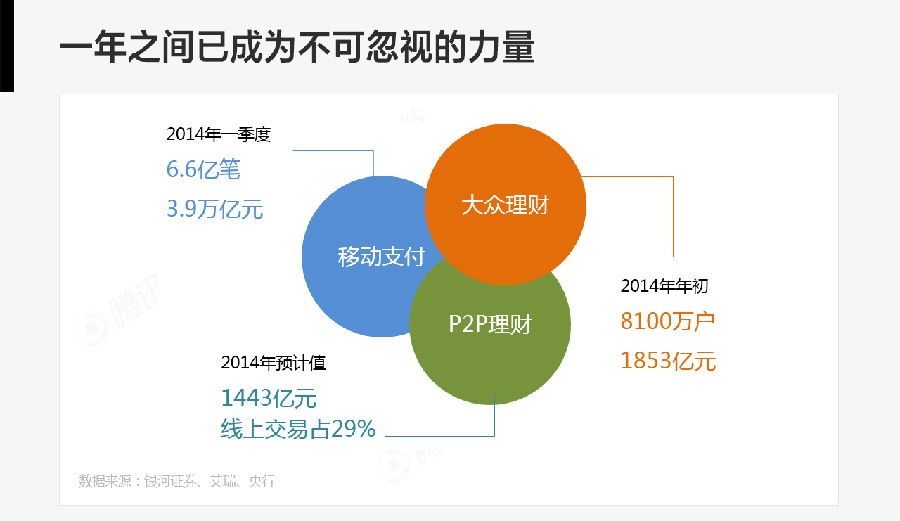 一年之间已成为不可忽视的力量
2014年一季度
6.6亿笔
3.9万亿元
大众理财
移动支付
P2P理财
2014年年初
8100万户
1853亿元
2014年预计值
1443亿元
线上交易占29%
数据来源：银河证券、艾瑞、央行
腾讯